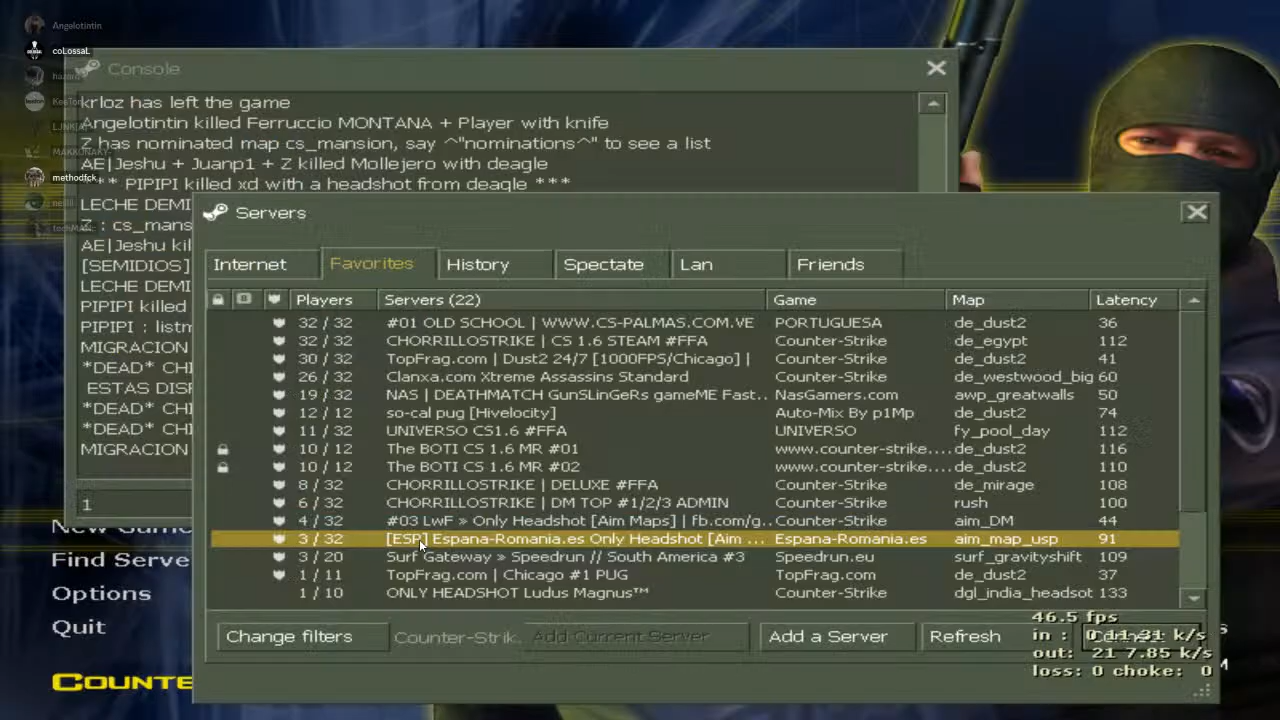 Angelotintin
coLossaL
hazard
methodfck
Console
krloz has left the game
Angelotintin killed Ferruccio MONTANA + Player with knife
Z has nominated map cs_mansion, say ^"nominations^" to see a list
AE|Jeshu + Juanp1 + Z killed Mollejero with deagle
*** PIPIPI killed xd with a headshot from deagle ***
LECHE DEMI
Z : cs_mans
AE|Jeshu kil
[SEMIDIOS]
LECHE DEMI
PIPIPI killed
PIPIPI : listm
MIGRACION
*DEAD* CHI
ESTAS DISF
*DEAD* CHI
*DEAD* CHI
MIGRACION
1
Servers
Internet Favorites History Spectate Lan Friends
Players Servers (22) Game Map Latency
32 / 32 #01 OLD SCHOOL | WWW.CS-PALMAS.COM.VE PORTUGUESA de_dust2 36
32 / 32 CHORRILLOSTRIKE | CS 1.6 STEAM #FFA Counter-Strike de_egypt 112
30 / 32 TopFrag.com | Dust2 24/7 [1000FPS/Chicago] | Counter-Strike de_dust2 41
26 / 32 Clanxa.com Xtreme Assassins Standard Counter-Strike de_westwood_big 60
19 / 32 NAS | DEATHMATCH GunSLinGeRs gameME Fast... NasGamers.com awp_greatwalls 50
12 / 12 so-cal pug [Hivelocity] Auto-Mix By p1Mp de_dust2 74
11 / 32 UNIVERSO CS1.6 #FFA UNIVERSO fy_pool_day 112
10 / 12 The BOTI CS 1.6 MR #01 www.counter-strike.... de_dust2 116
10 / 12 The BOTI CS 1.6 MR #02 www.counter-strike.... de_dust2 110
8 / 32 CHORRILLOSTRIKE | DELUXE #FFA Counter-Strike de_mirage 108
6 / 32 CHORRILLOSTRIKE | DM TOP #1/2/3 ADMIN Counter-Strike rush 100
4 / 32 #03 LwF » Only Headshot [Aim Maps] | fb.com/g... Counter-Strike aim_DM 44
3 / 32 [ESP] Espana-Romania.es Only Headshot [Aim ... Espana-Romania.es aim_map_usp 91
3 / 20 Surf Gateway » Speedrun // South America #3 Speedrun.eu surf_gravityshift 109
1 / 11 TopFrag.com | Chicago #1 PUG TopFrag.com de_dust2 37
1 / 10 ONLY HEADSHOT Ludus Magnus™ Counter-Strike dgl_india_headsot 133
Change filters Counter-Strik. Add Current Server Add a Server Refresh
New Game
Find Servers
Options
Quit
COUNTE
46.5 fps
in : 0 11.31 k/s
out: 21 7.85 k/s
loss: 0 choke: 0